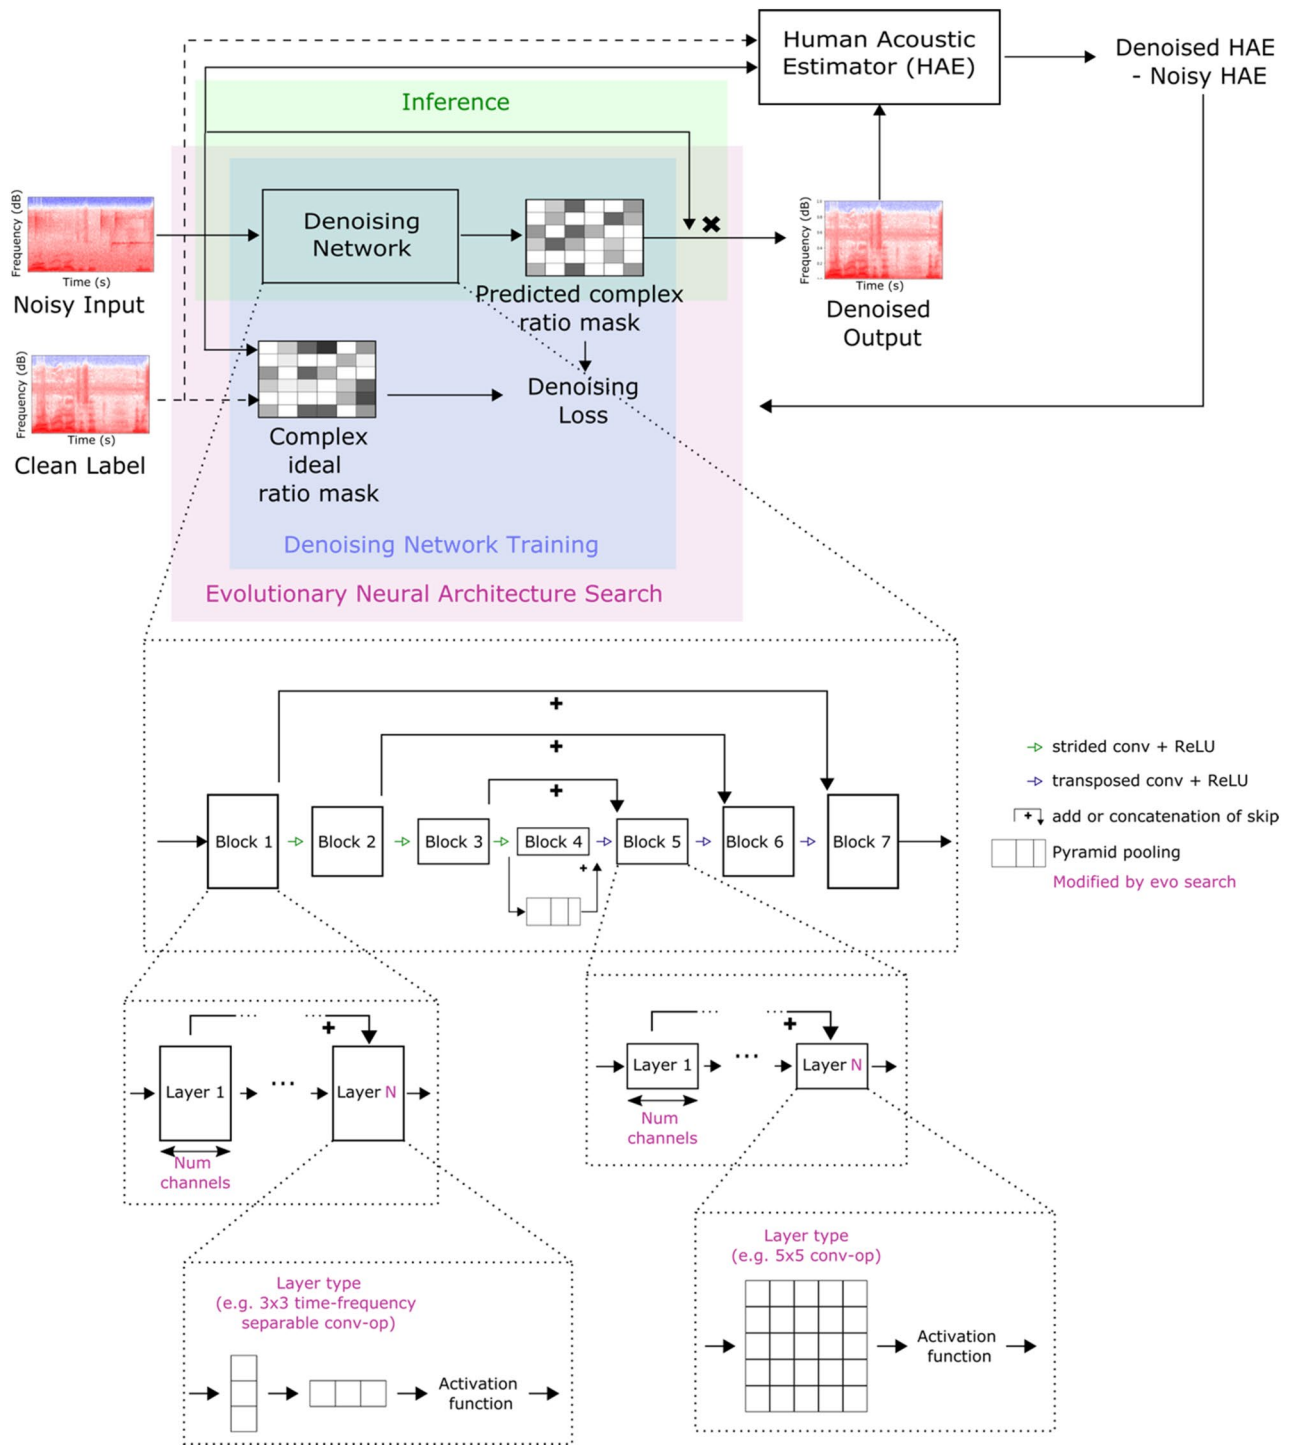 Human Acoustic
Estimator (HAE)
Denoised HAE
- Noisy HAE
Inference
Frequency (dB)
Time (s)
Noisy Input
Denoising
Network
Predicted complex
ratio mask
Frequency (dB)
Time (s)
Denoised
Output
Frequency (dB)
Time (s)
Clean Label
Complex
ideal
ratio mask
Denoising
Loss
Denoising Network Training
Evolutionary Neural Architecture Search
+
+
+
Block 1
Block 2
Block 3
Block 4
Block 5
Block 6
Block 7
+
strided conv + ReLU
transposed conv + ReLU
+
add or concatenation of skip
Pyramid pooling
Modified by evo search
+
Layer 1
...
Layer N
Num
channels
+
Layer 1
...
Layer N
Num
channels
Layer type
(e.g. 3x3 time-frequency
separable conv-op)
Activation
function
Layer type
(e.g. 5x5 conv-op)
Activation
function